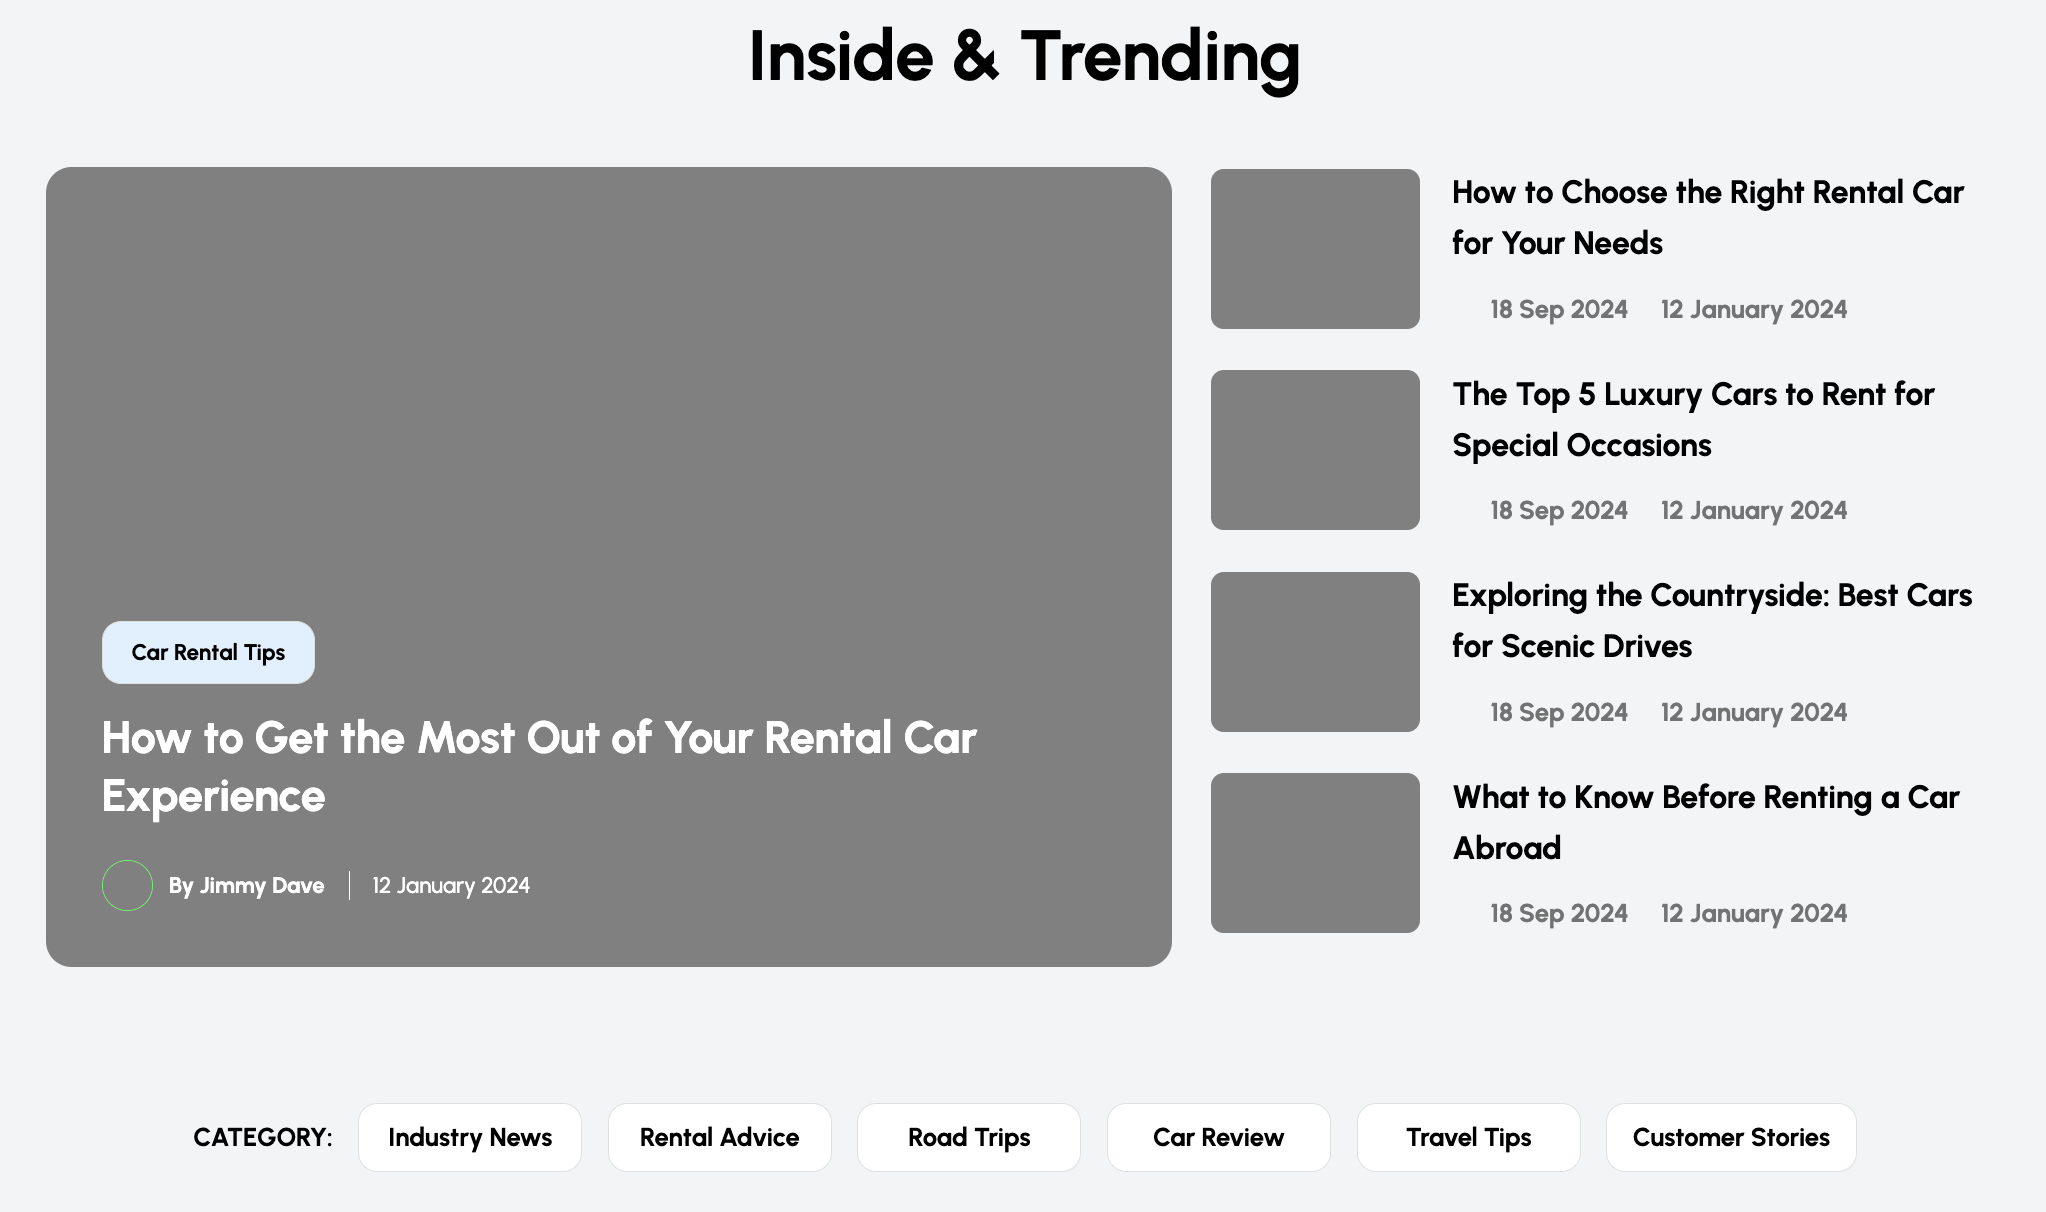 Inside & Trending
Car Rental Tips
How to Get the Most Out of Your Rental Car
Experience
By Jimmy Dave
12 January 2024
How to Choose the Right Rental Car
for Your Needs
18 Sep 2024 12 January 2024
The Top 5 Luxury Cars to Rent for
Special Occasions
18 Sep 2024 12 January 2024
Exploring the Countryside: Best Cars
for Scenic Drives
18 Sep 2024 12 January 2024
What to Know Before Renting a Car
Abroad
18 Sep 2024 12 January 2024
CATEGORY: Industry News Rental Advice Road Trips Car Review Travel Tips Customer Stories